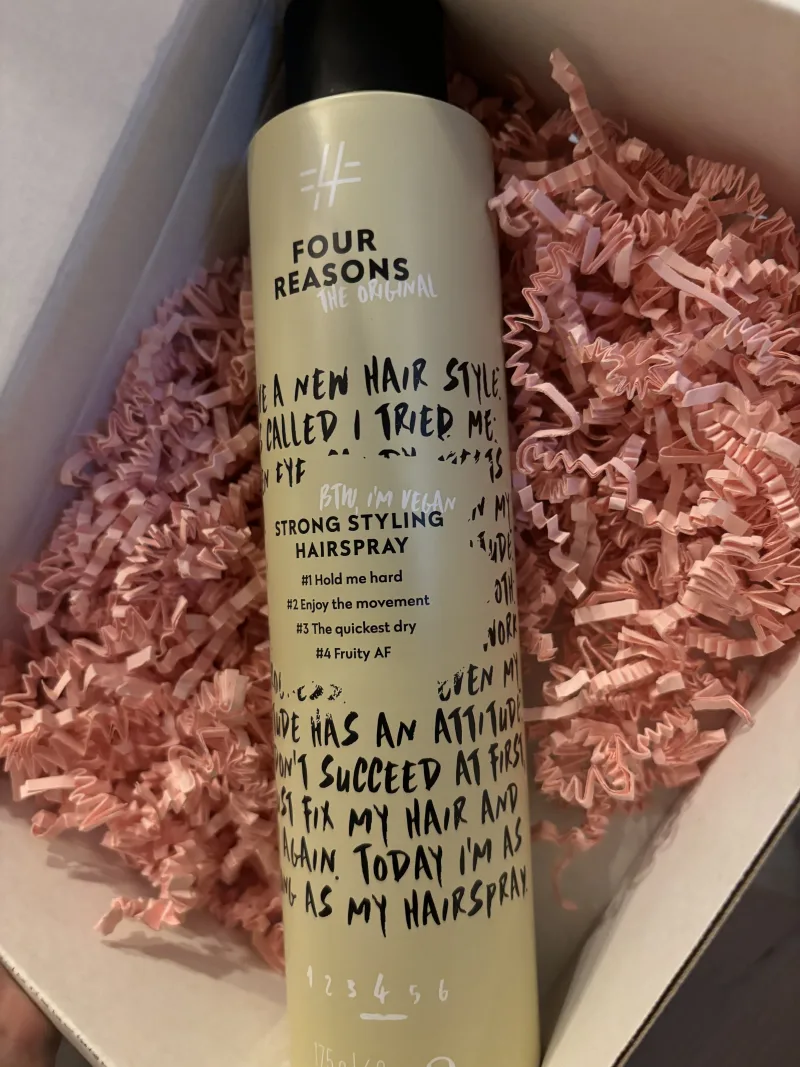 FOUR
REASONS
THE ORIGINAL
A NEW HAIR STYLE.
CALLED I TRIED ME.
EYE
BTW, I'M VEGAN
STRONG STYLING
HAIRSPRAY
#1 Hold me hard
#2 Enjoy the movement
#3 The quickest dry
#4 Fruity AF
MY
EVEN MY
HAS AN ATTITUDE
SUCCEED AT FIRST
FIX MY HAIR AND
AGAIN. TODAY I'M AS
AS MY HAIRSPRAY.
1 2 3 4 5 6